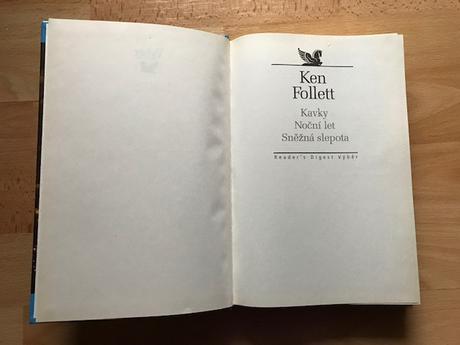 Ken
Follett
Kavky
Noční let
Sněžná slepota
Reader's Digest Výběr